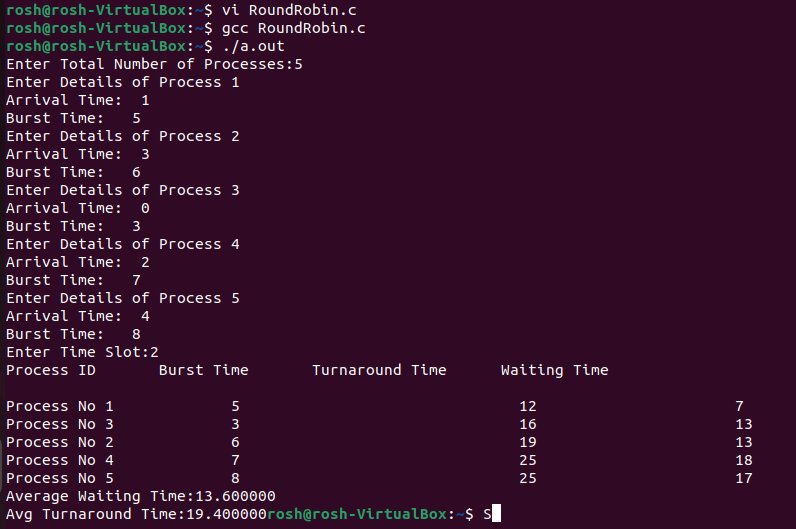 rosh@rosh-VirtualBox:~$ vi RoundRobin.c
rosh@rosh-VirtualBox:~$ gcc RoundRobin.c
rosh@rosh-VirtualBox:~$ ./a.out
Enter Total Number of Processes:5
Enter Details of Process 1
Arrival Time:  1
Burst Time:   5
Enter Details of Process 2
Arrival Time:  3
Burst Time:   6
Enter Details of Process 3
Arrival Time:  0
Burst Time:   3
Enter Details of Process 4
Arrival Time:  2
Burst Time:   7
Enter Details of Process 5
Arrival Time:  4
Burst Time:   8
Enter Time Slot:2
Process ID       Burst Time       Turnaround Time      Waiting Time
Process No 1             5                               12                      7
Process No 3             3                               16                      13
Process No 2             6                               19                      13
Process No 4             7                               25                      18
Process No 5             8                               25                      17
Average Waiting Time:13.600000
Avg Turnaround Time:19.400000rosh@rosh-VirtualBox:~$ S